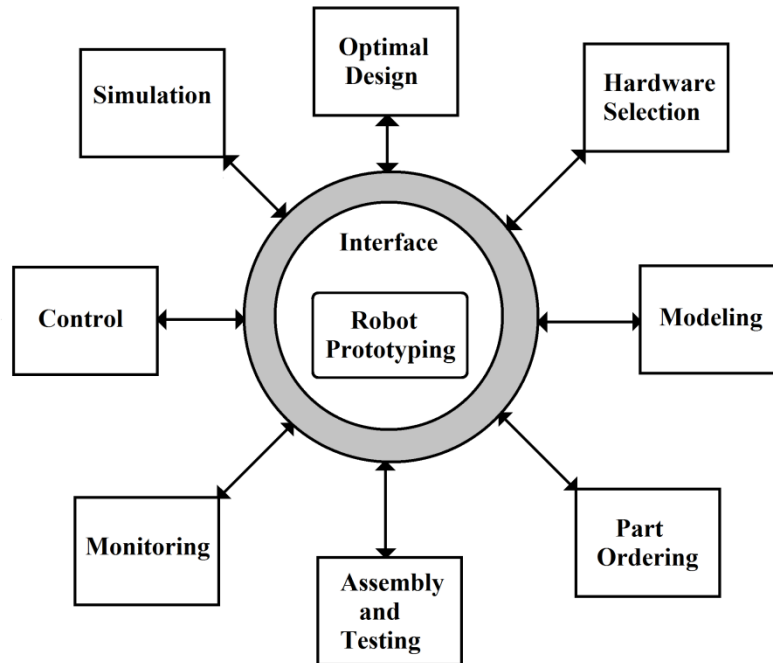 Optimal
Design
Simulation
Hardware
Selection
Interface
Control
Robot
Prototyping
Modeling
Monitoring
Part
Ordering
Assembly
and
Testing